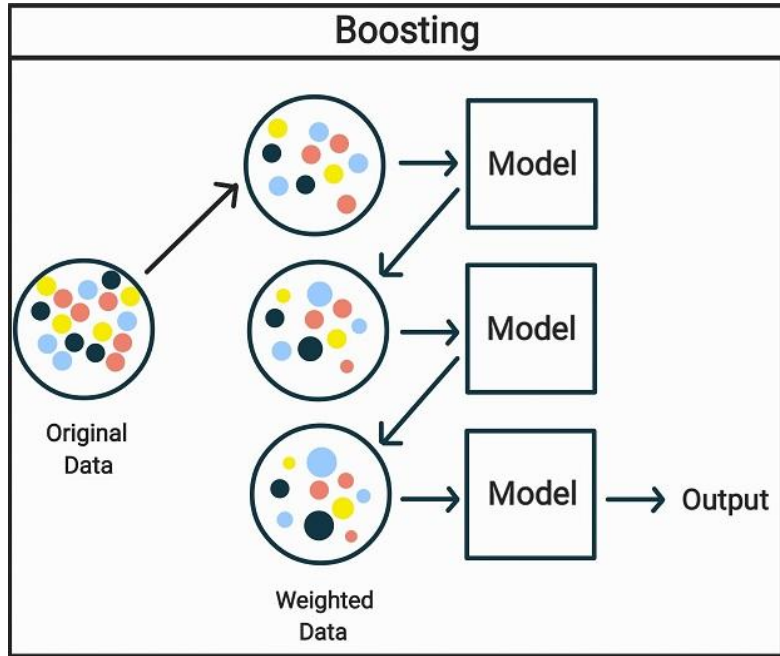 Boosting
Model
Model
Original
Data
Model
Output
Weighted
Data